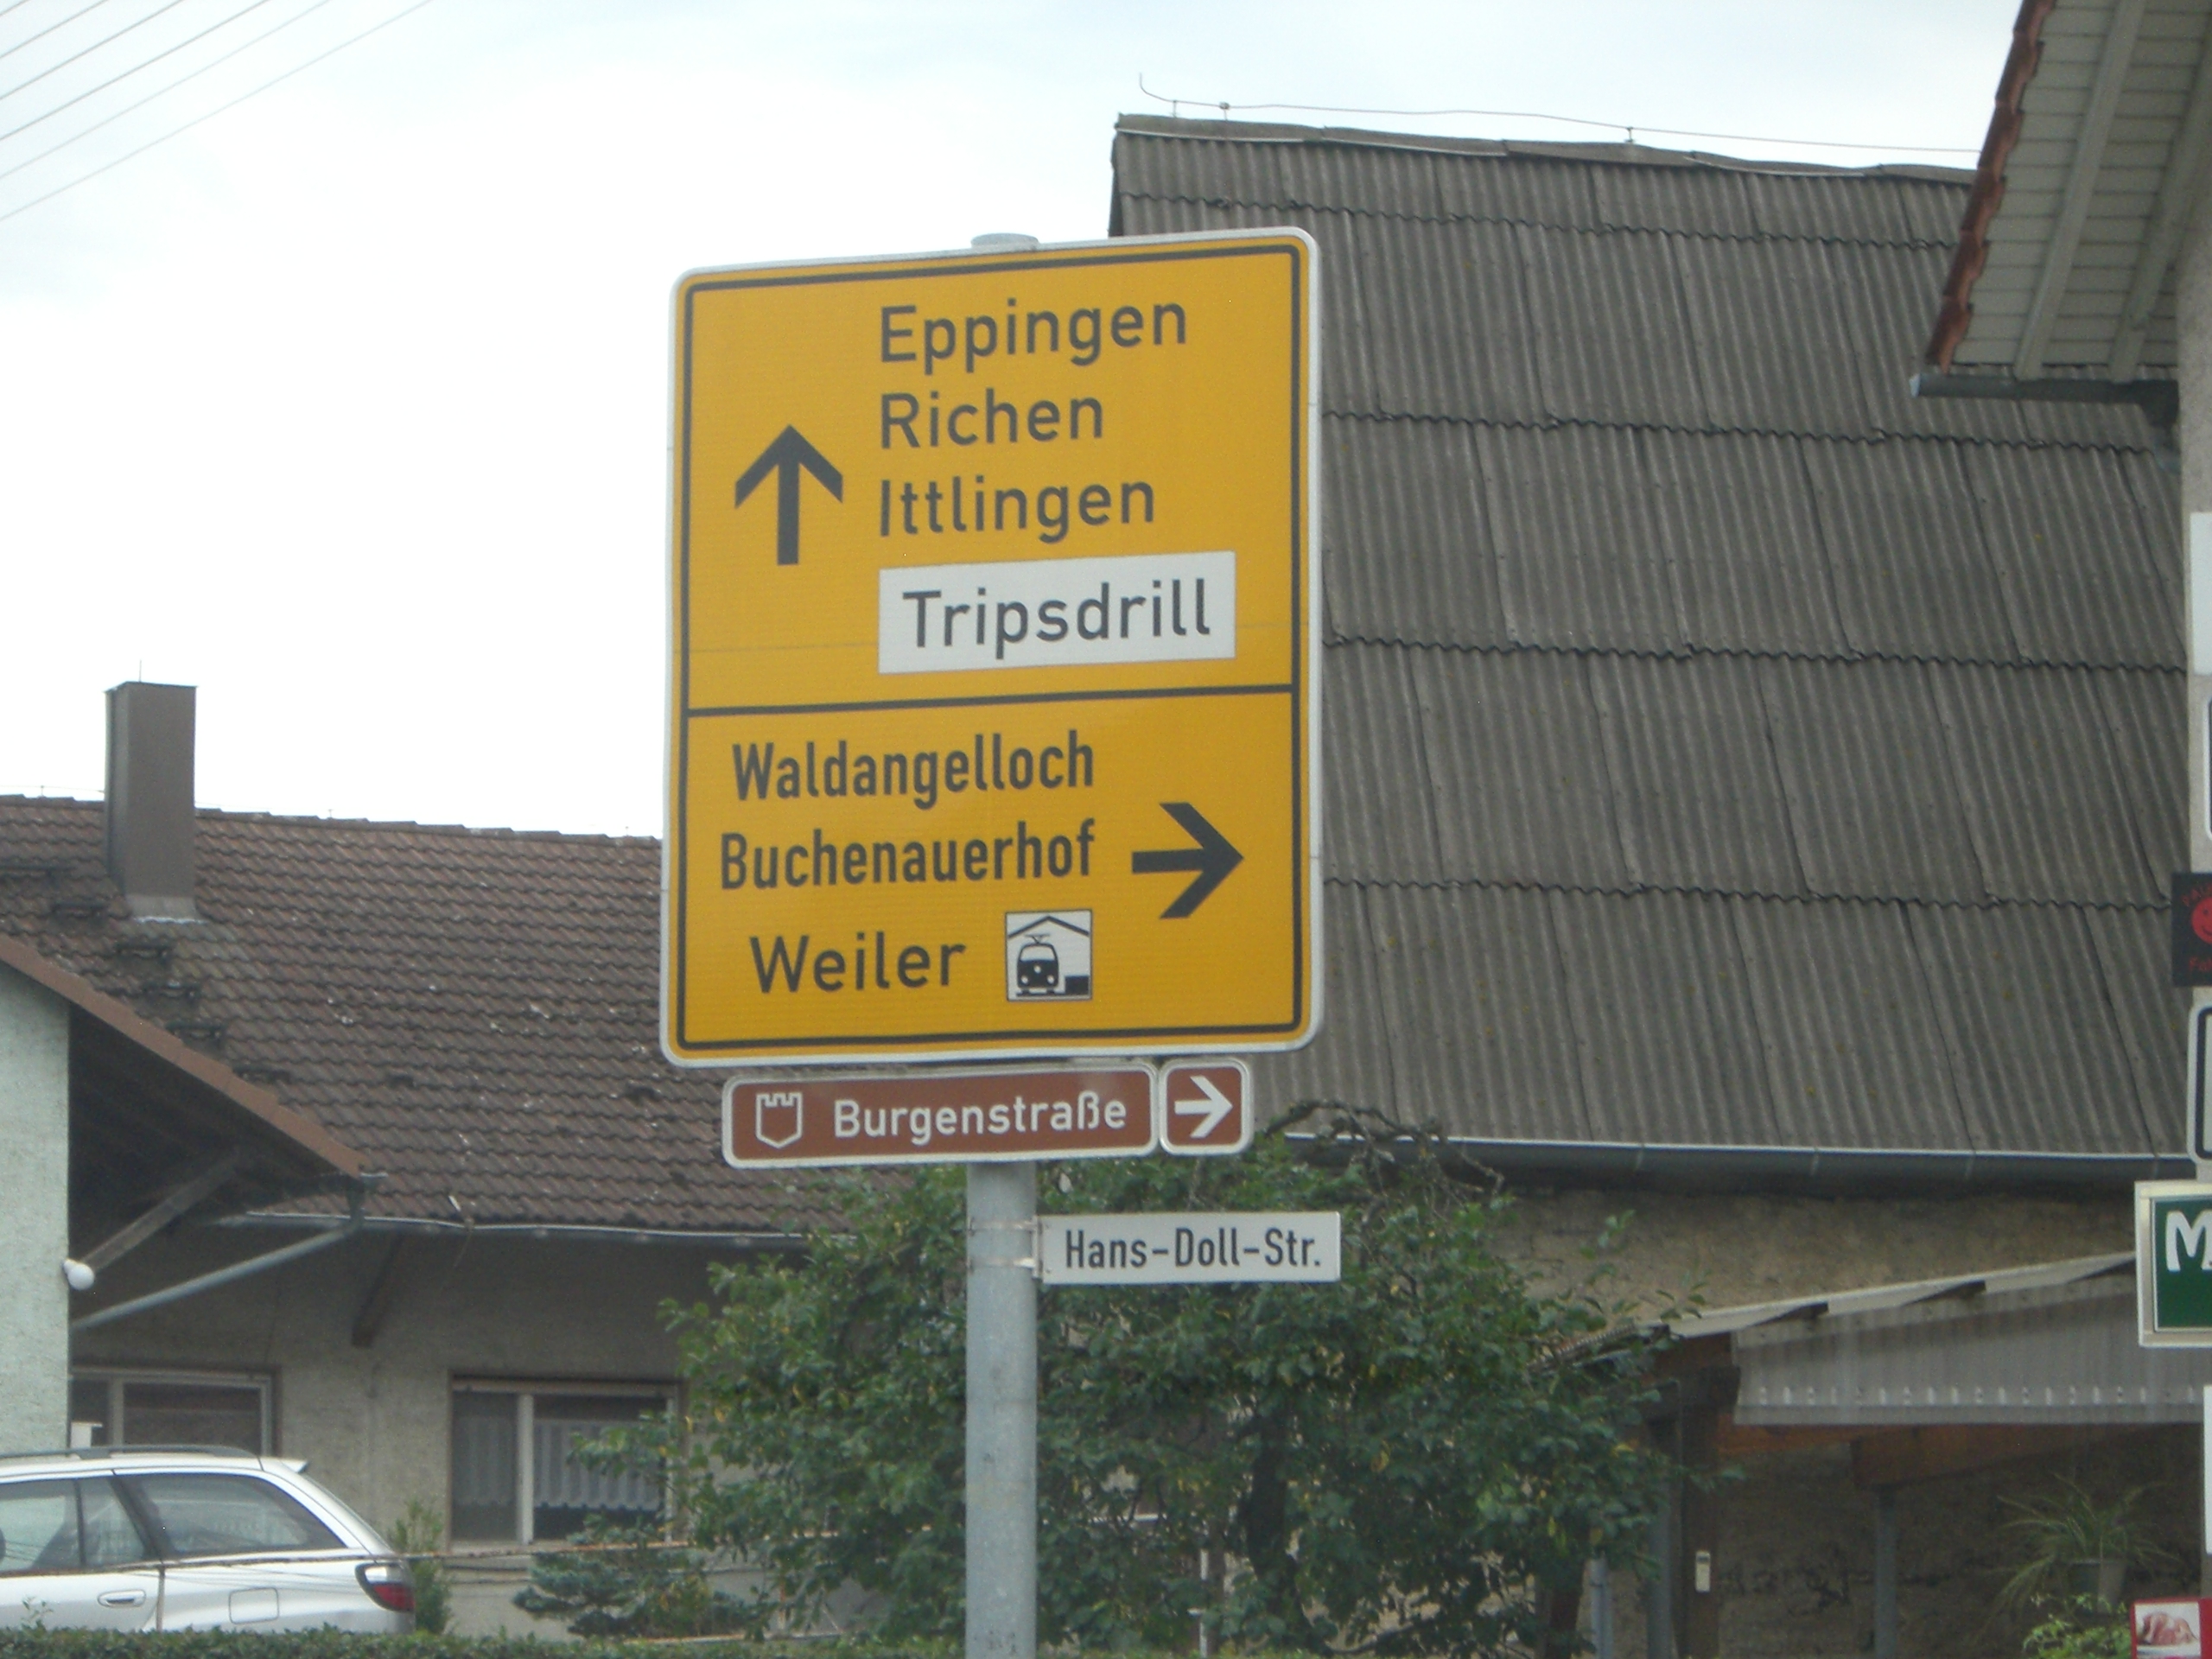 Eppingen
Richen
Ittlingen
Tripsdrill
Waldangelloch
Buchenauerhof
Weiler
Burgenstraße
Hans-Doll-Str.